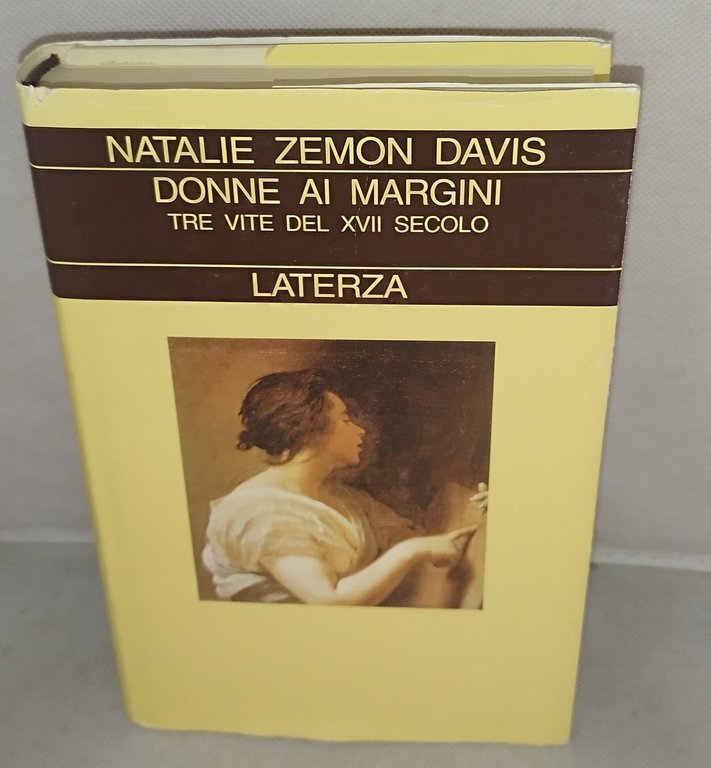 NATALIE ZEMON DAVIS
DONNE AI MARGINI
TRE VITE DEL XVII SECOLO
LATERZA